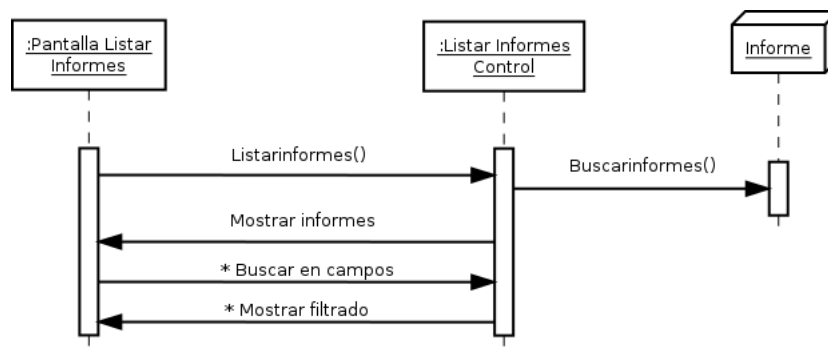 :Pantalla Listar
Informes
:Listar Informes
Control
Informe
Listarinformes()
Buscarinformes()
Mostrar informes
* Buscar en campos
* Mostrar filtrado